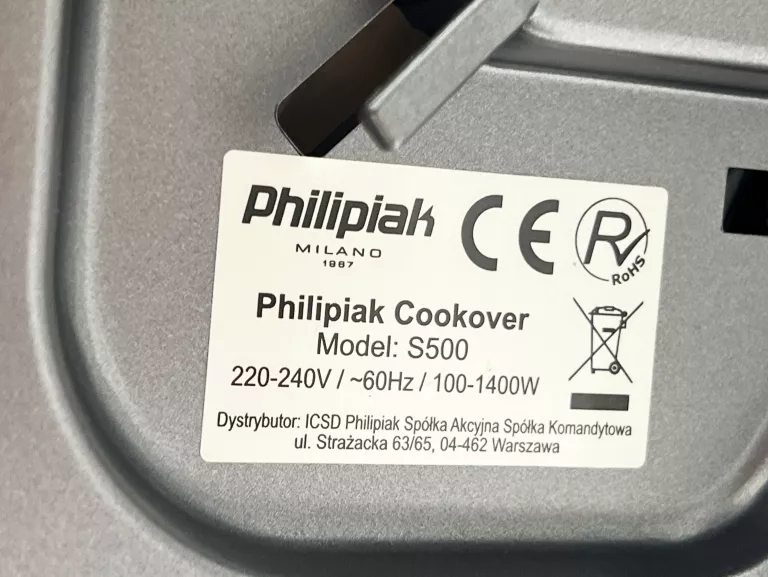 Philipiak
MILANO
1987
CE
R
RoHS
Philipiak Cookover
Model: S500
220-240V / ~60Hz / 100-1400W
Dystrybutor: ICSD Philipiak Spółka Akcyjna Spółka Komandytowa
ul. Strażacka 63/65, 04-462 Warszawa